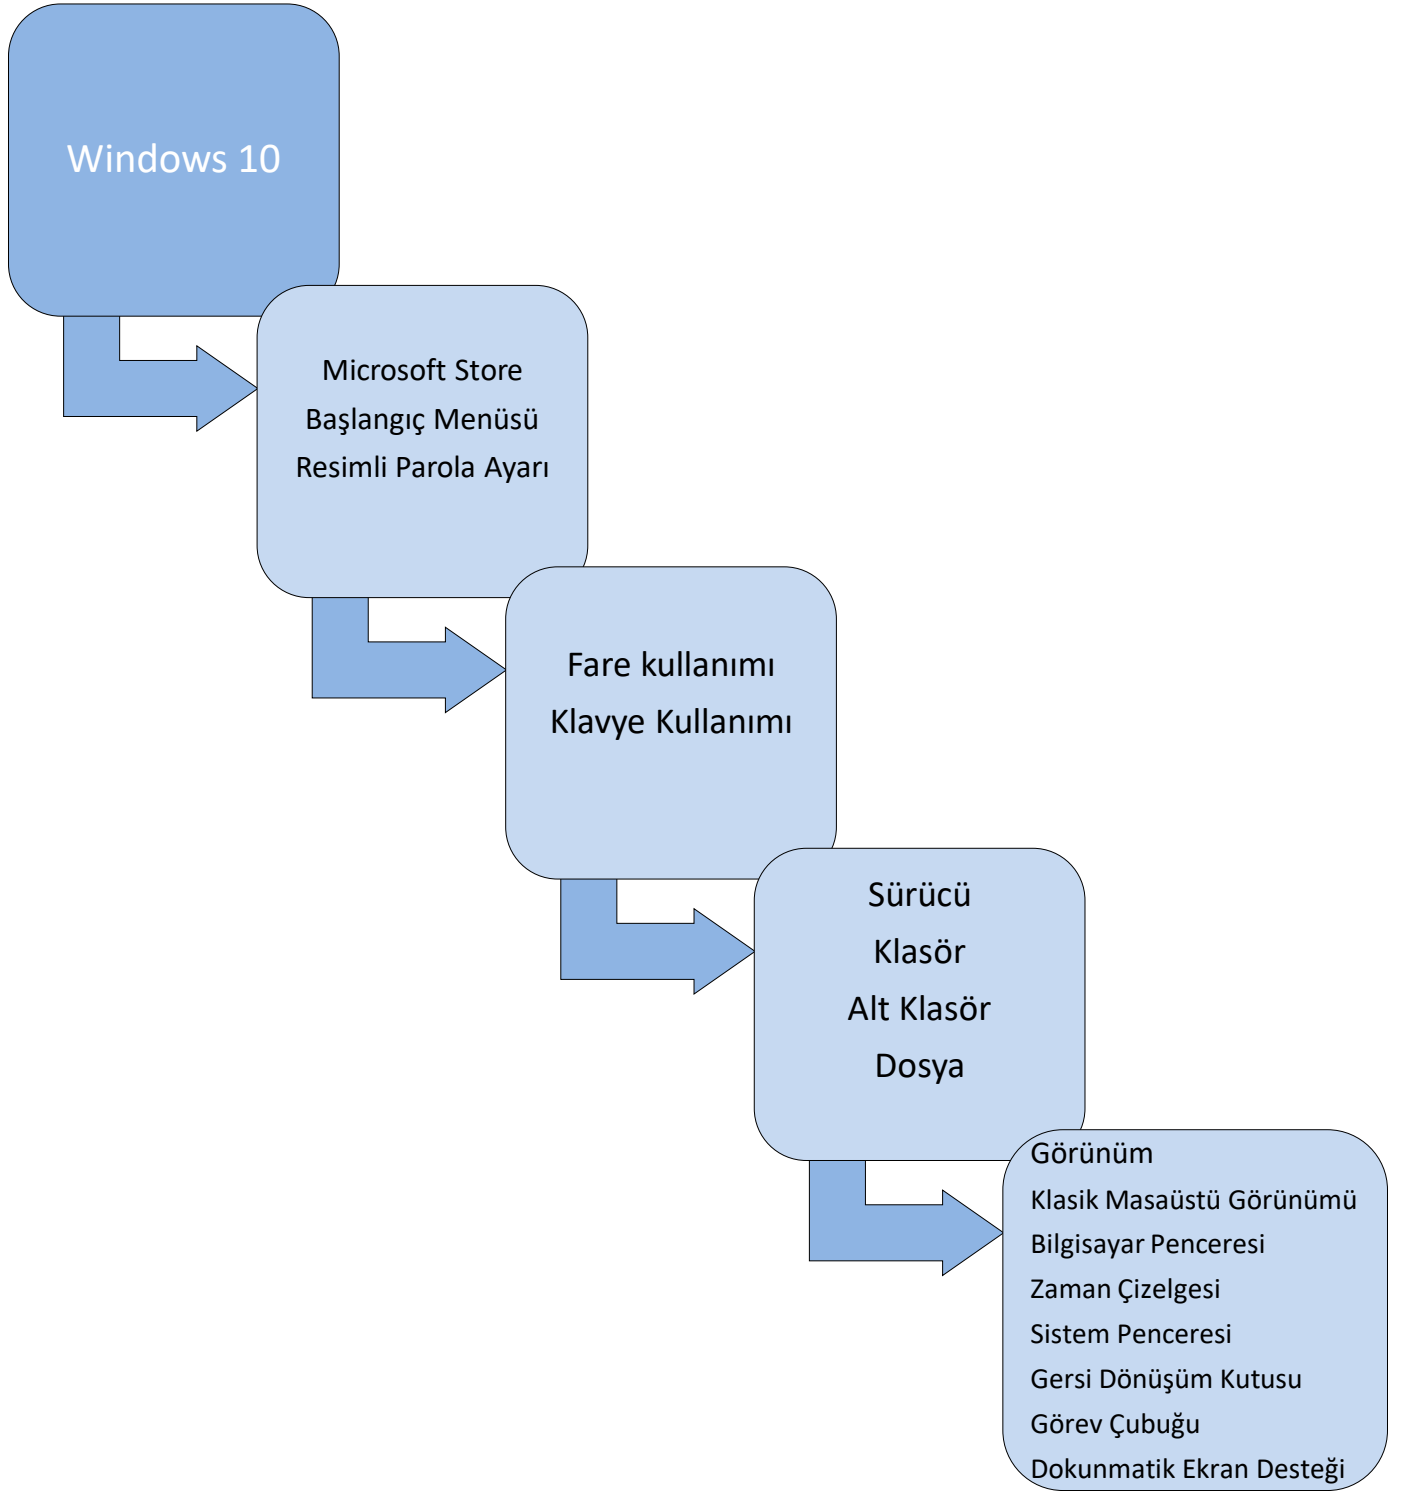 Windows 10
Microsoft Store
Başlangıç Menüsü
Resimli Parola Ayarı
Fare kullanımı
Klavye Kullanımı
Sürücü
Klasör
Alt Klasör
Dosya
Görünüm
Klasik Masaüstü Görünümü
Bilgisayar Penceresi
Zaman Çizelgesi
Sistem Penceresi
Gersi Dönüşüm Kutusu
Görev Çubuğu
Dokunmatik Ekran Desteği